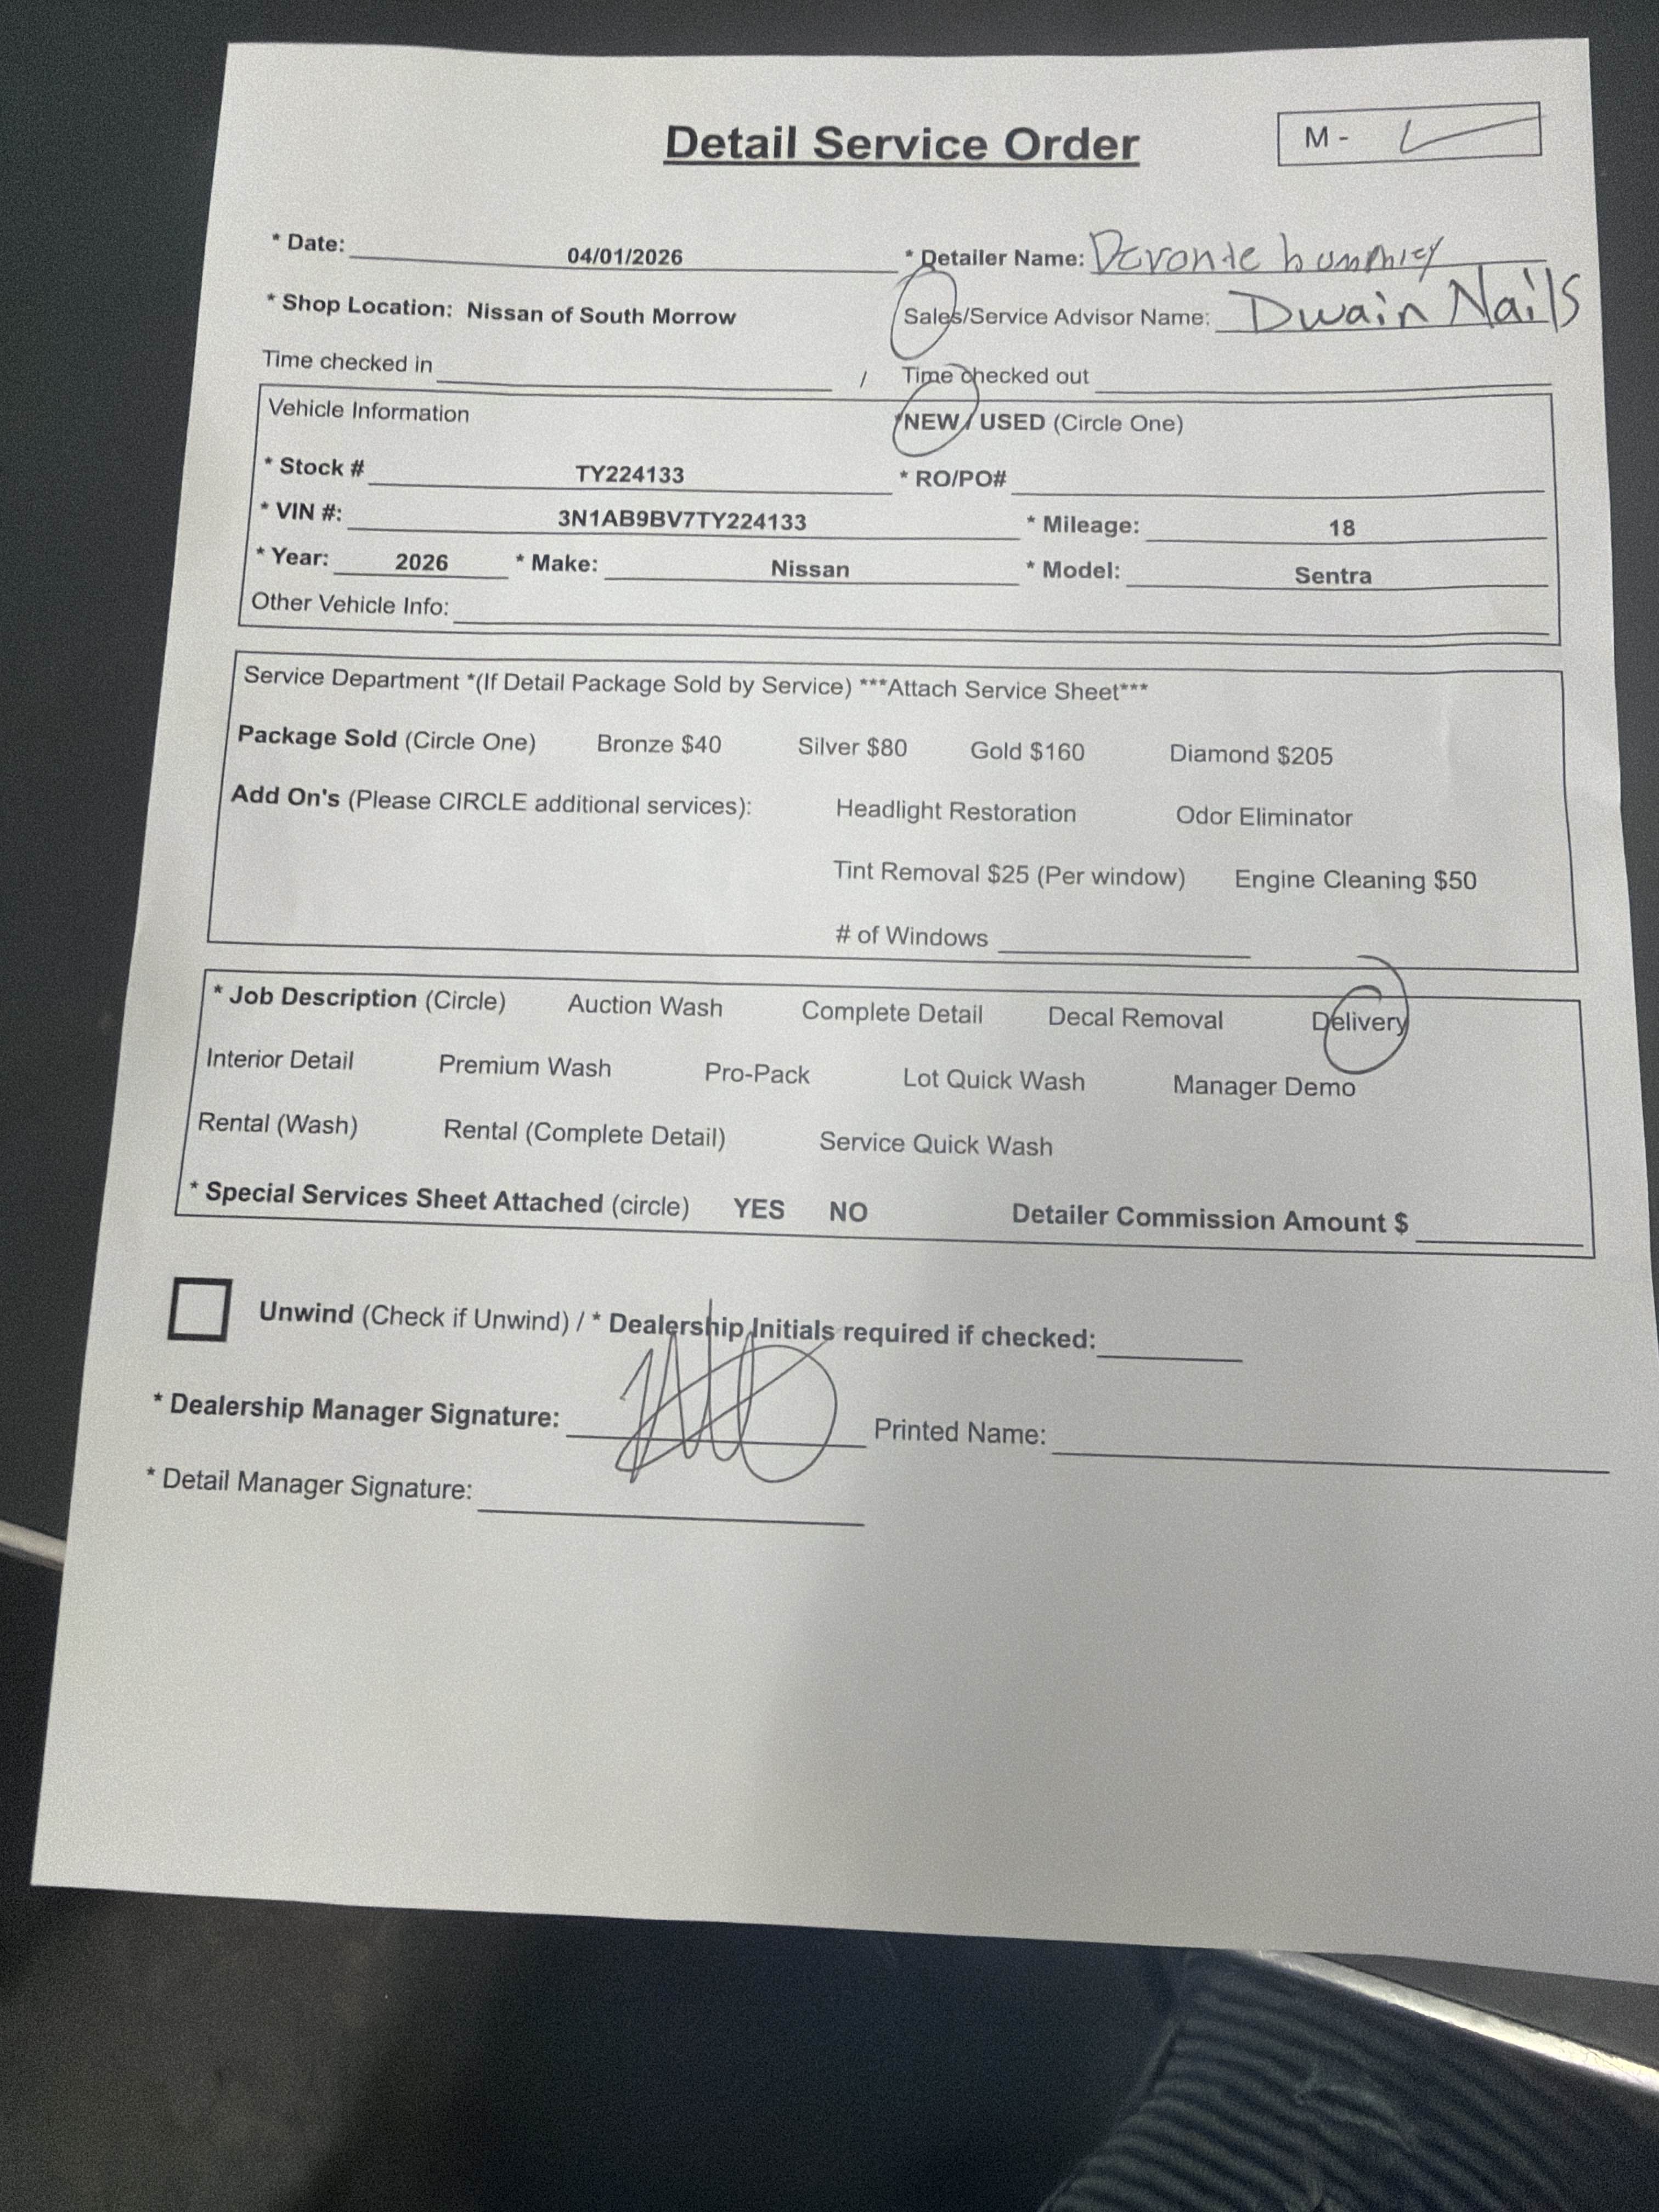 Detail Service Order
M -
* Date: 04/01/2026
* Detailer Name: Devonte humphrey
* Shop Location: Nissan of South Morrow
Sales/Service Advisor Name: Dwain Nails
Time checked in / Time checked out
Vehicle Information
*NEW / USED (Circle One)
* Stock # TY224133 * RO/PO#
* VIN #: 3N1AB9BV7TY224133 * Mileage: 18
* Year: 2026 * Make: Nissan * Model: Sentra
Other Vehicle Info:
Service Department *(If Detail Package Sold by Service) ***Attach Service Sheet***
Package Sold (Circle One) Bronze $40 Silver $80 Gold $160 Diamond $205
Add On's (Please CIRCLE additional services): Headlight Restoration Odor Eliminator
Tint Removal $25 (Per window) Engine Cleaning $50
# of Windows
* Job Description (Circle) Auction Wash Complete Detail Decal Removal Delivery
Interior Detail Premium Wash Pro-Pack Lot Quick Wash Manager Demo
Rental (Wash) Rental (Complete Detail) Service Quick Wash
* Special Services Sheet Attached (circle) YES NO Detailer Commission Amount $
Unwind (Check if Unwind) / * Dealership Initials required if checked:
* Dealership Manager Signature: Printed Name:
* Detail Manager Signature: